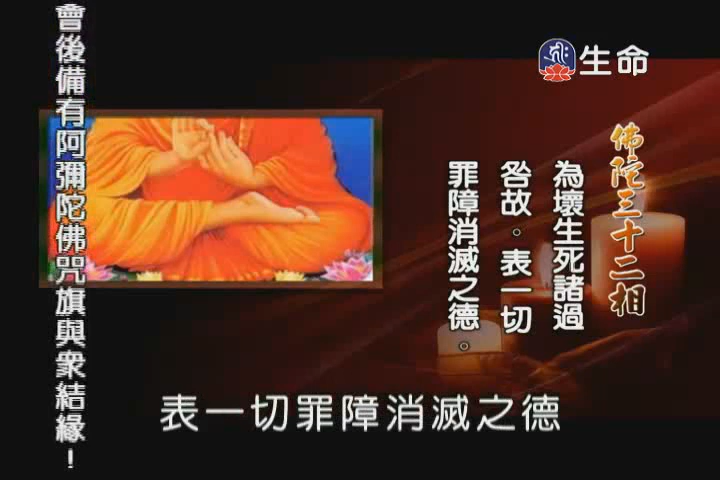 生命
佛陀三十二相
為壞生死諸過
咎故。表一切
罪障消滅之德。
會後備有阿彌陀佛咒旗與眾結緣！
表一切罪障消滅之德